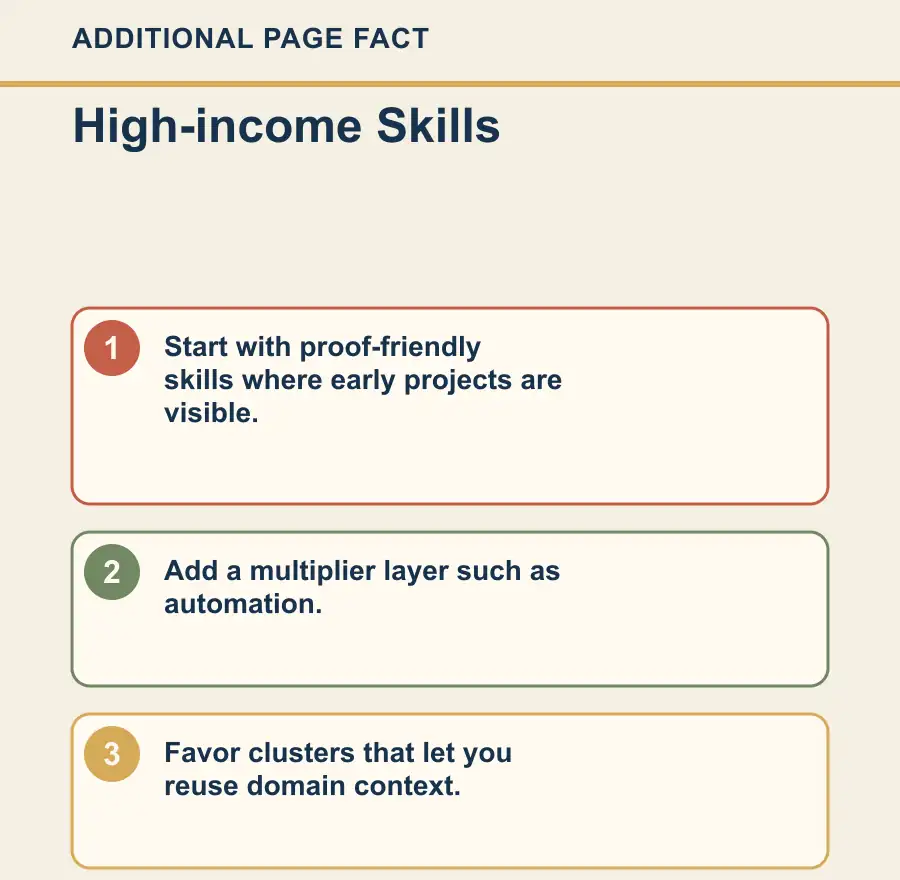 ADDITIONAL PAGE FACT
High-income Skills
1
Start with proof-friendly
skills where early projects are
visible.
2
Add a multiplier layer such as
automation.
3
Favor clusters that let you
reuse domain context.